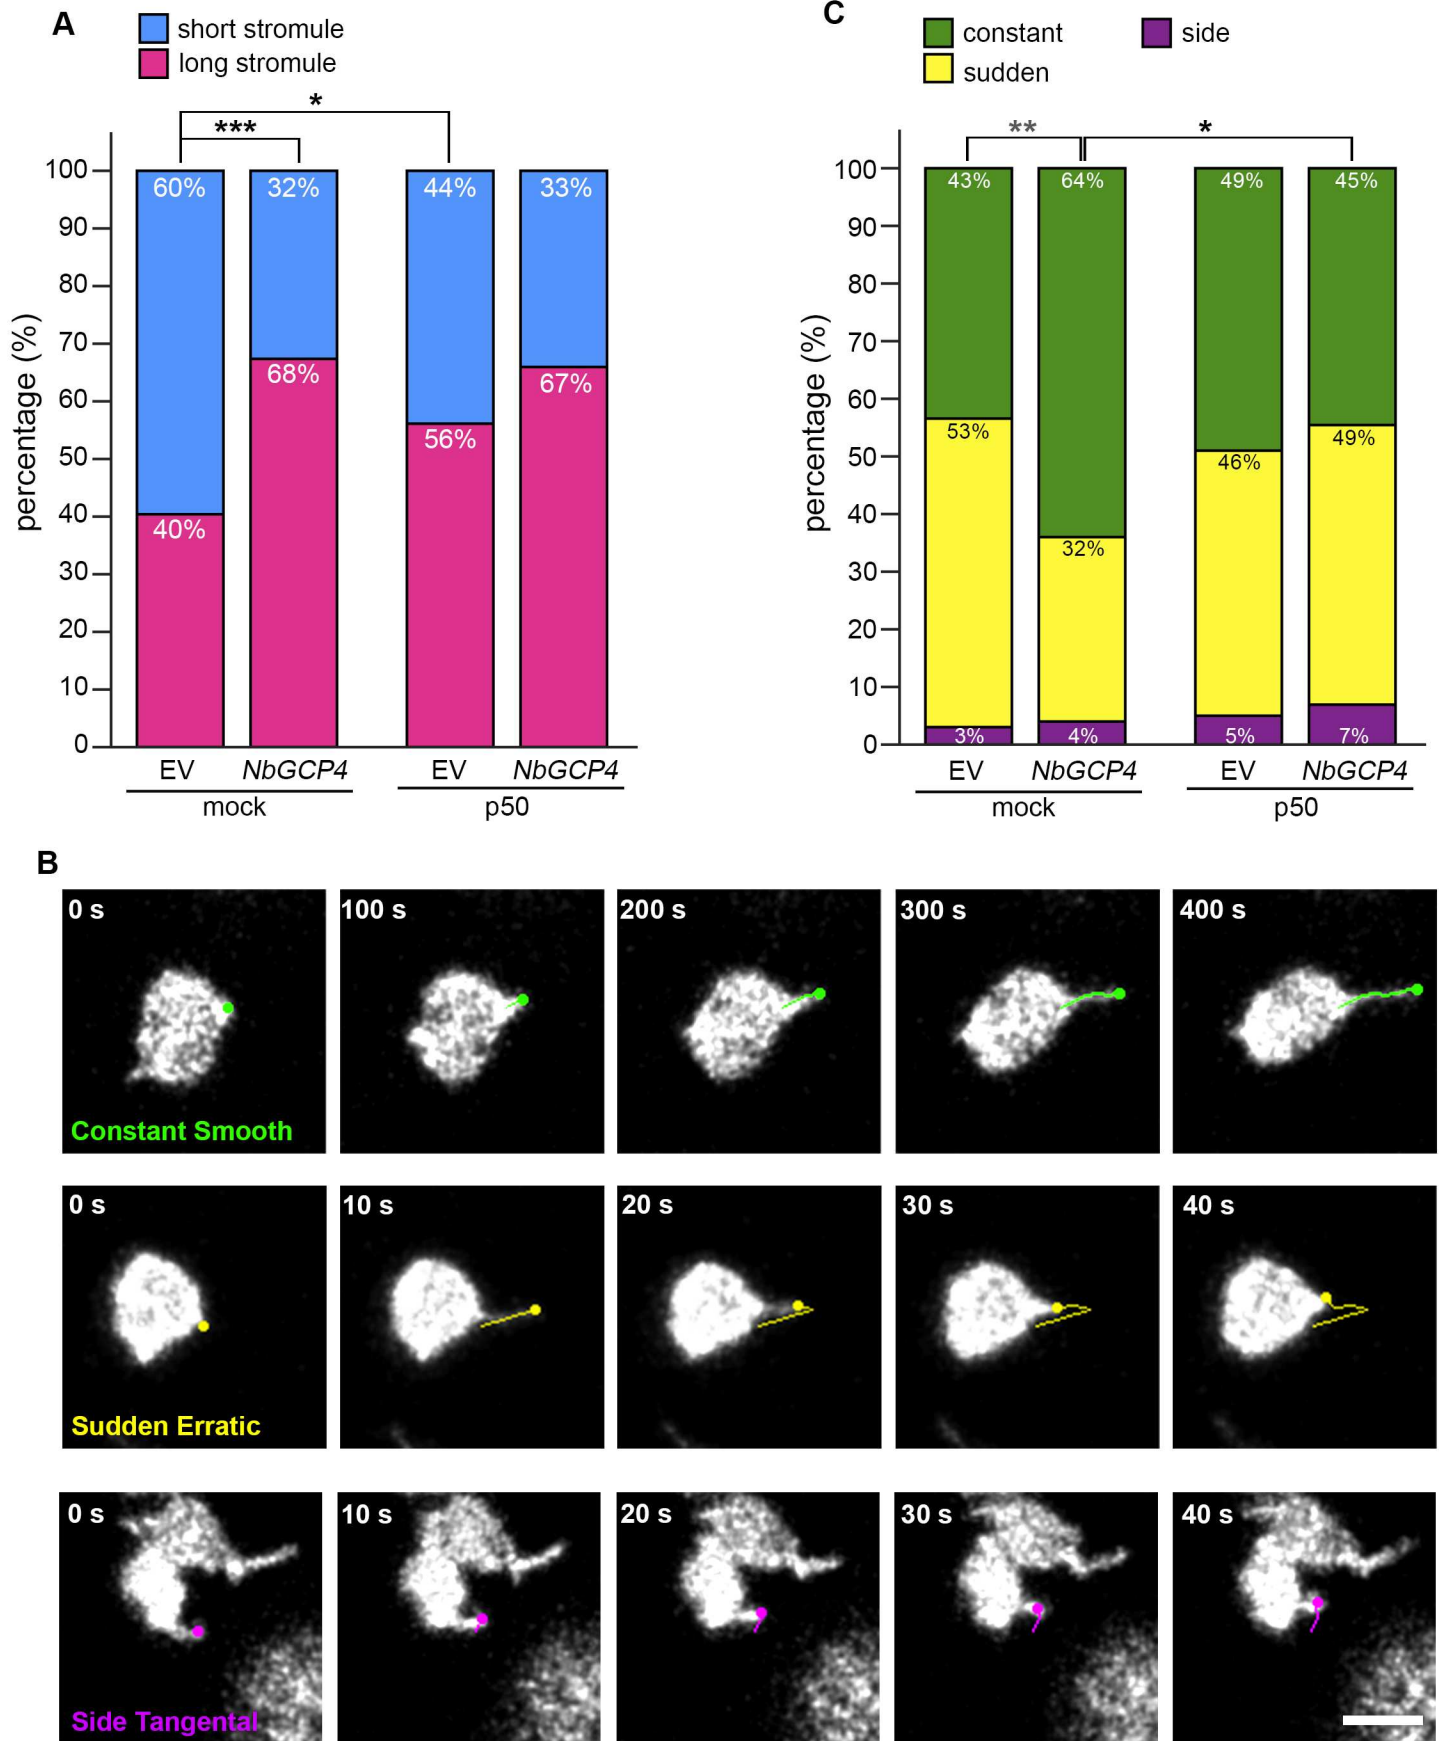 A
short stromule
long stromule
*
***
percentage (%)
100
90
80
70
60
50
40
30
20
10
0
60%
32%
44%
33%
40%
68%
56%
67%
EV
NbGCP4
EV
NbGCP4
mock
p50
C
constant
side
sudden
**
*
percentage (%)
100
90
80
70
60
50
40
30
20
10
0
43%
64%
49%
45%
53%
32%
46%
49%
3%
4%
5%
7%
EV
NbGCP4
EV
NbGCP4
mock
p50
B
0 s
100 s
200 s
300 s
400 s
Constant Smooth
0 s
10 s
20 s
30 s
40 s
Sudden Erratic
0 s
10 s
20 s
30 s
40 s
Side Tangental